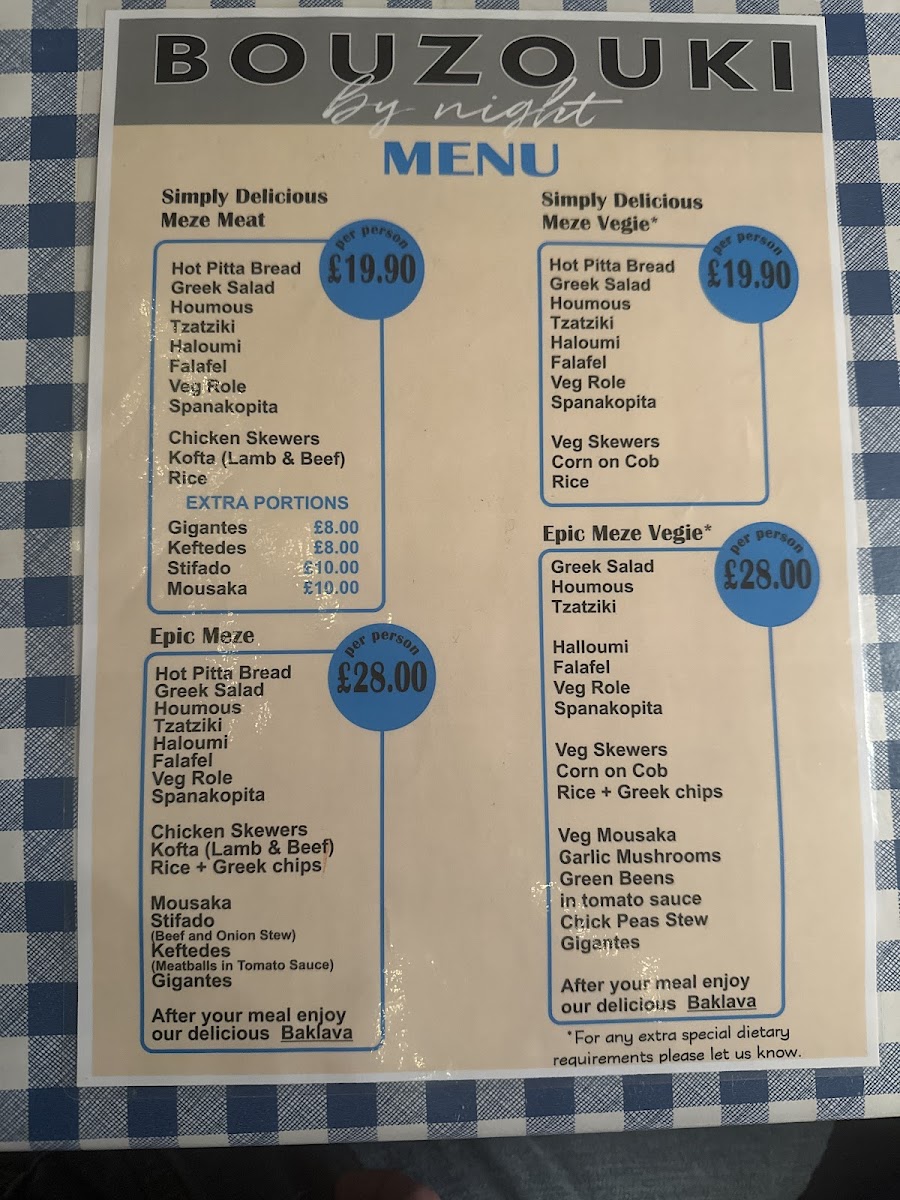 BOUZOUKI
by night
MENU
Simply Delicious
Meze Meat
per person
£19.90
Hot Pitta Bread
Greek Salad
Houmous
Tzatziki
Haloumi
Falafel
Veg Role
Spanakopita
Chicken Skewers
Kofta (Lamb & Beef)
Rice
EXTRA PORTIONS
Gigantes £8.00
Keftedes £8.00
Stifado £10.00
Mousaka £10.00
Epic Meze
per person
£28.00
Hot Pitta Bread
Greek Salad
Houmous
Tzatziki
Haloumi
Falafel
Veg Role
Spanakopita
Chicken Skewers
Kofta (Lamb & Beef)
Rice + Greek chips
Mousaka
Stifado
(Beef and Onion Stew)
Keftedes
(Meatballs in Tomato Sauce)
Gigantes
After your meal enjoy
our delicious Baklava
Simply Delicious
Meze Vegie*
per person
£19.90
Hot Pitta Bread
Greek Salad
Houmous
Tzatziki
Haloumi
Falafel
Veg Role
Spanakopita
Veg Skewers
Corn on Cob
Rice
Epic Meze Vegie*
per person
£28.00
Greek Salad
Houmous
Tzatziki
Halloumi
Falafel
Veg Role
Spanakopita
Veg Skewers
Corn on Cob
Rice + Greek chips
Veg Mousaka
Garlic Mushrooms
Green Beens
in tomato sauce
Chick Peas Stew
Gigantes
After your meal enjoy
our delicious Baklava
*For any extra special dietary
requirements please let us know.